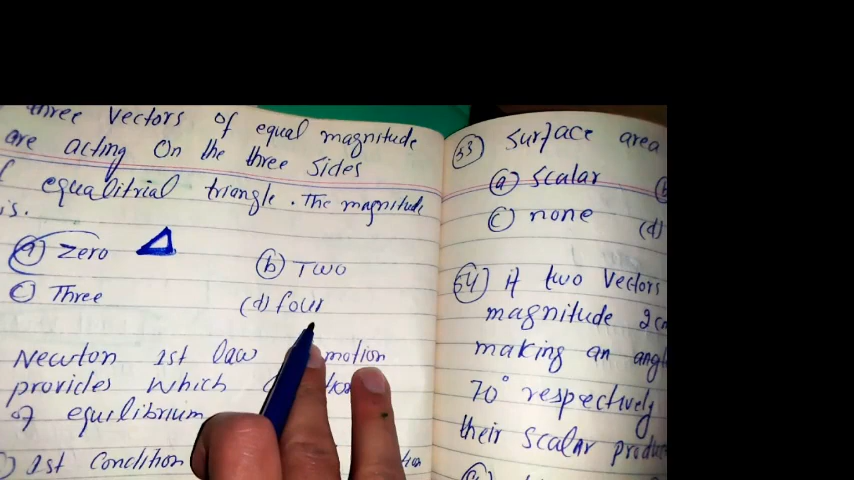 three Vectors of equal magnitude
are acting on the three sides
f equalitrial triangle. The magnitude
is.
(a) Zero
(b) Two
(c) Three
(d) four
Newton 1st law motion
provides which
of equilibrium
) 1st Condition
53) Surface area
(a) Scalar
(c) none
(d)
54) if two Vectors
magnitude 2cm
making an angl
70° respectively
their scalar produ